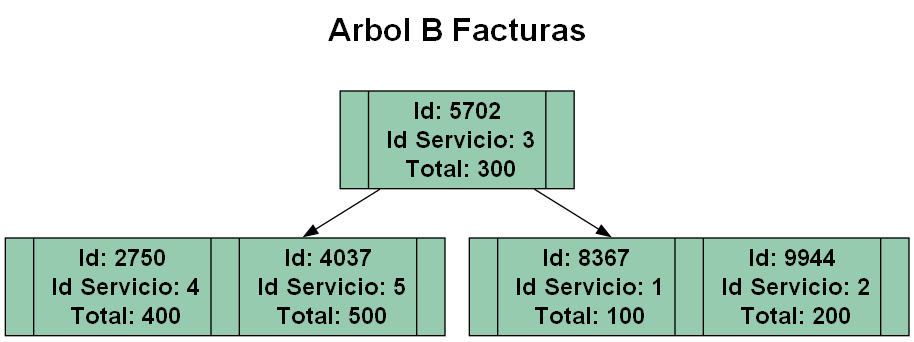 Arbol B Facturas
Id: 5702
Id Servicio: 3
Total: 300
Id: 2750
Id Servicio: 4
Total: 400
Id: 4037
Id Servicio: 5
Total: 500
Id: 8367
Id Servicio: 1
Total: 100
Id: 9944
Id Servicio: 2
Total: 200